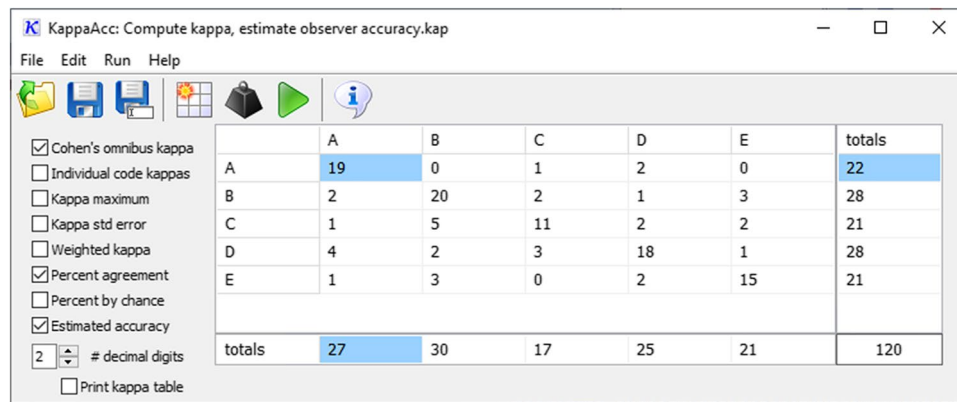 K KappaAcc: Compute kappa, estimate observer accuracy.kap
File Edit Run Help
Cohen's omnibus kappa
Individual code kappas
Kappa maximum
Kappa std error
Weighted kappa
Percent agreement
Percent by chance
Estimated accuracy
2 # decimal digits
Print kappa table
A B C D E totals
A 19 0 1 2 0 22
B 2 20 2 1 3 28
C 1 5 11 2 2 21
D 4 2 3 18 1 28
E 1 3 0 2 15 21
totals 27 30 17 25 21 120